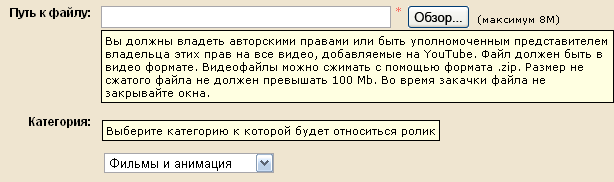 Путь к файлу: * Обзор... (максимум 8M)
Вы должны владеть авторскими правами или быть уполномоченным представителем
владельца этих прав на все видео, добавляемые на YouTube. Файл должен быть в
видео формате. Видеофайлы можно сжимать с помощью формата .zip. Размер не
сжатого файла не должен превышать 100 Mb. Во время закачки файла не
закрывайте окна.
Категория:
Выберите категорию к которой будет относиться ролик
Фильмы и анимация